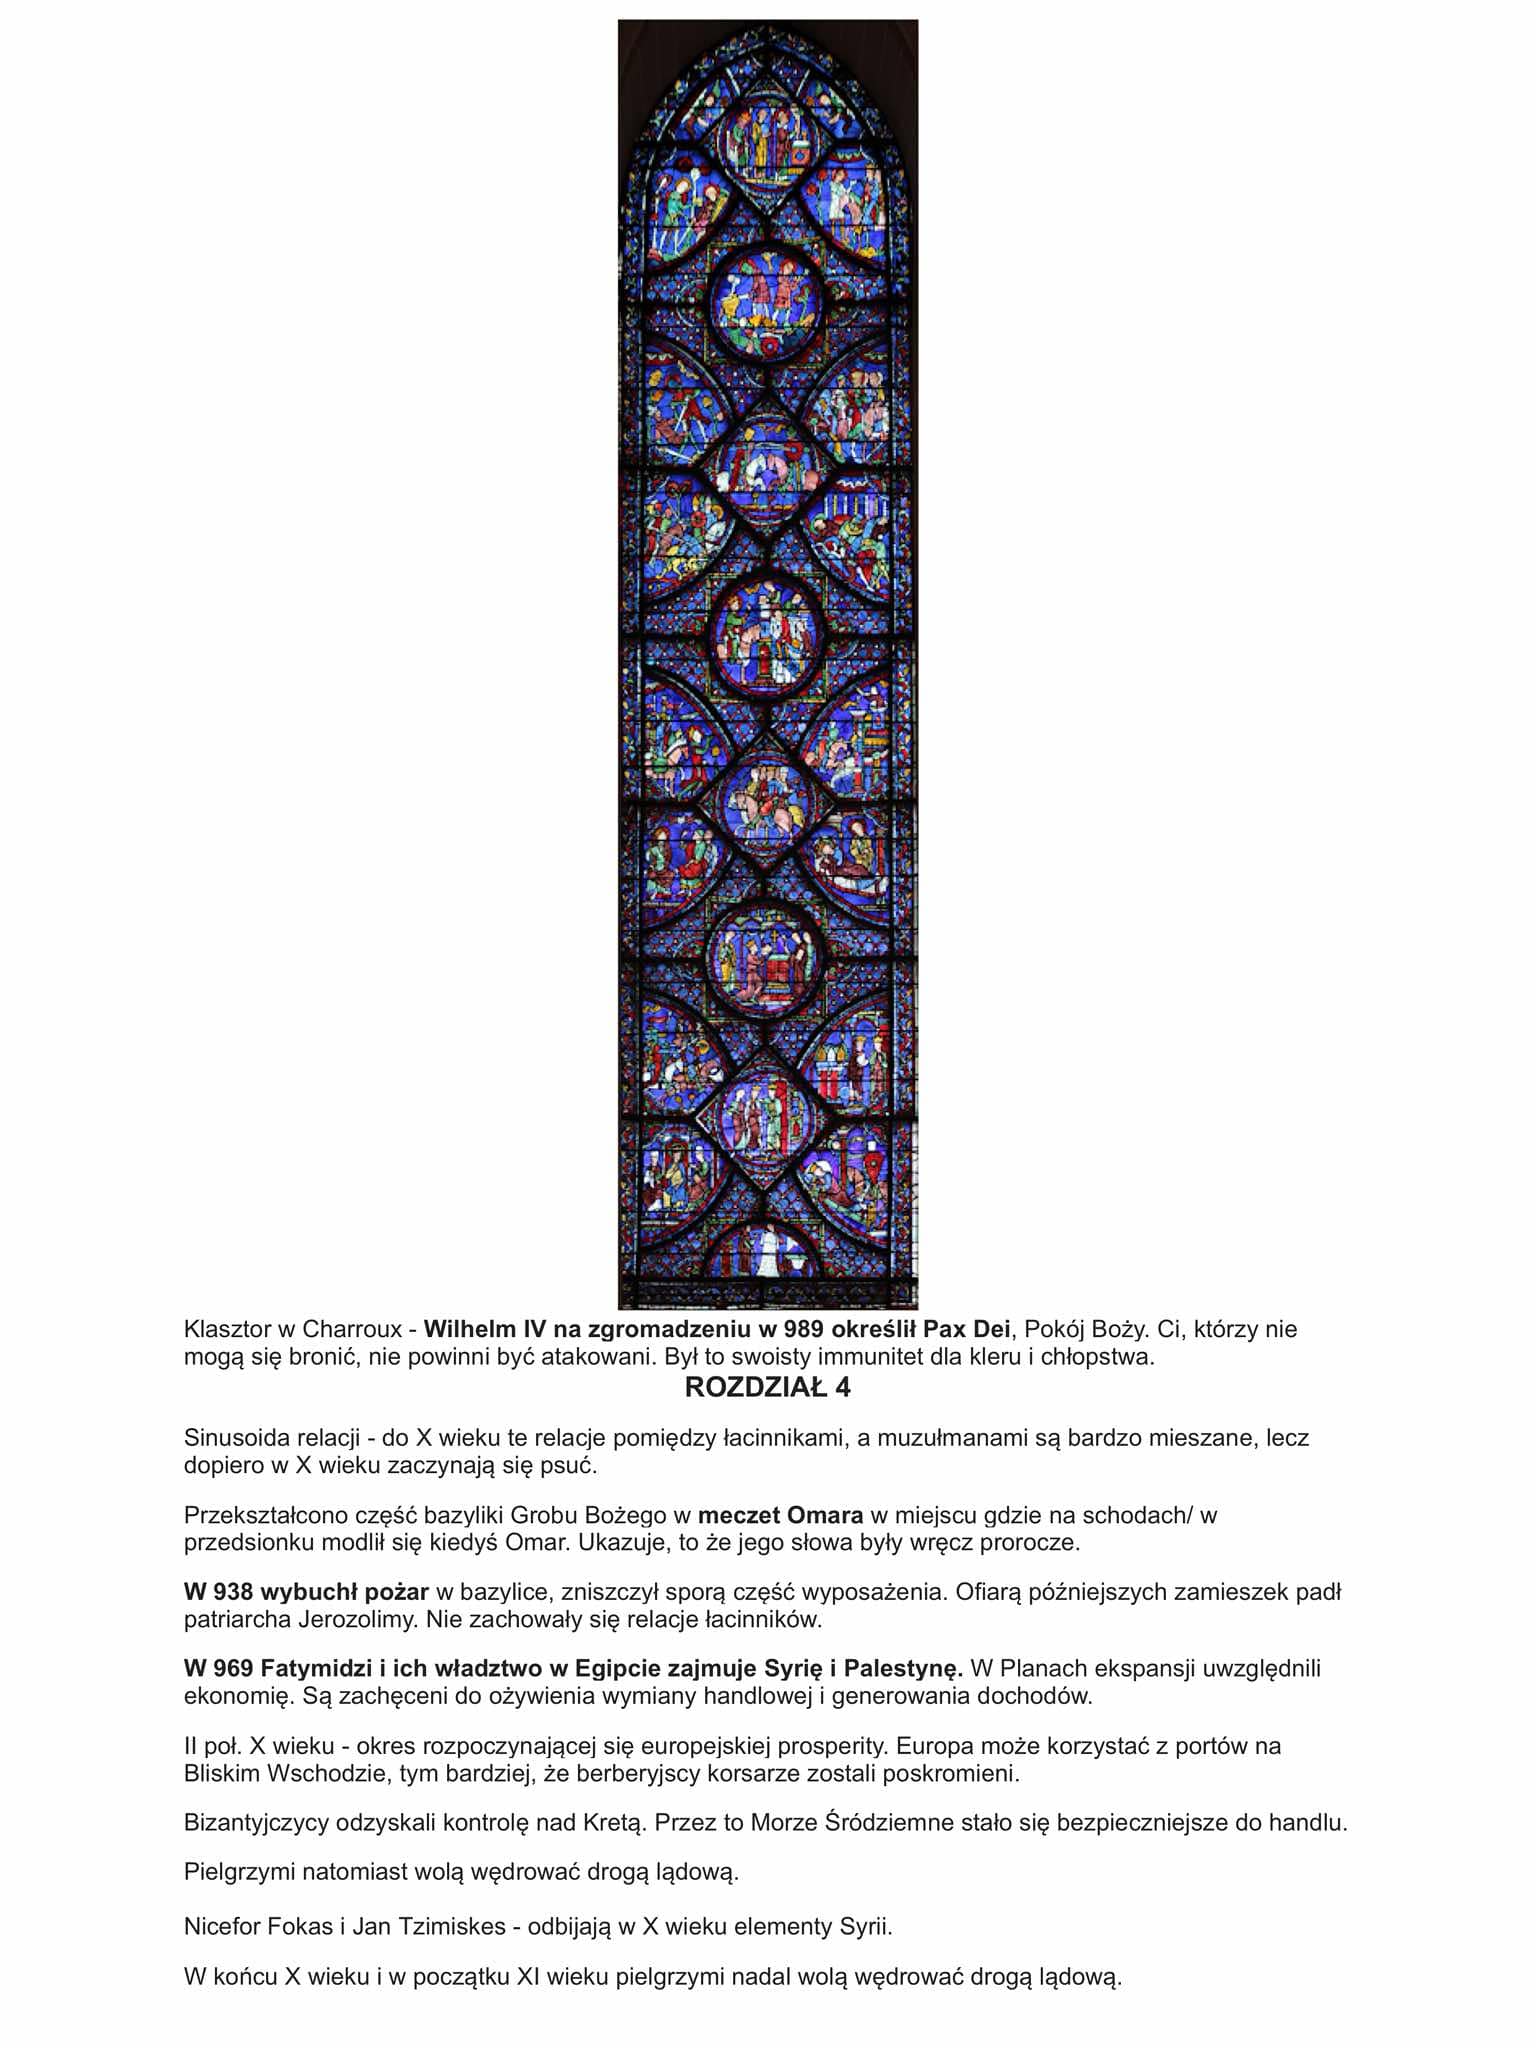 Klasztor w Charroux - Wilhelm IV na zgromadzeniu w 989 określił Pax Dei, Pokój Boży. Ci, którzy nie
mogą się bronić, nie powinni być atakowani. Był to swoisty immunitet dla kleru i chłopstwa.
ROZDZIAŁ 4
Sinusoida relacji - do X wieku te relacje pomiędzy łacinnikami, a muzułmanami są bardzo mieszane, lecz
dopiero w X wieku zaczynają się psuć.
Przekształcono część bazyliki Grobu Bożego w meczet Omara w miejscu gdzie na schodach/ w
przedsionku modlił się kiedyś Omar. Ukazuje, to że jego słowa były wręcz prorocze.
W 938 wybuchł pożar w bazylice, zniszczył sporą część wyposażenia. Ofiarą późniejszych zamieszek padł
patriarcha Jerozolimy. Nie zachowały się relacje łacinników.
W 969 Fatymidzi i ich władztwo w Egipcie zajmuje Syrię i Palestynę. W Planach ekspansji uwzględnili
ekonomię. Są zachęceni do ożywienia wymiany handlowej i generowania dochodów.
II poł. X wieku - okres rozpoczynającej się europejskiej prosperity. Europa może korzystać z portów na
Bliskim Wschodzie, tym bardziej, że berberyjscy korsarze zostali poskromieni.
Bizantyjczycy odzyskali kontrolę nad Kretą. Przez to Morze Śródziemne stało się bezpieczniejsze do handlu.
Pielgrzymi natomiast wolą wędrować drogą lądową.
Nicefor Fokas i Jan Tzimiskes - odbijają w X wieku elementy Syrii.
W końcu X wieku i w początku XI wieku pielgrzymi nadal wolą wędrować drogą lądową.